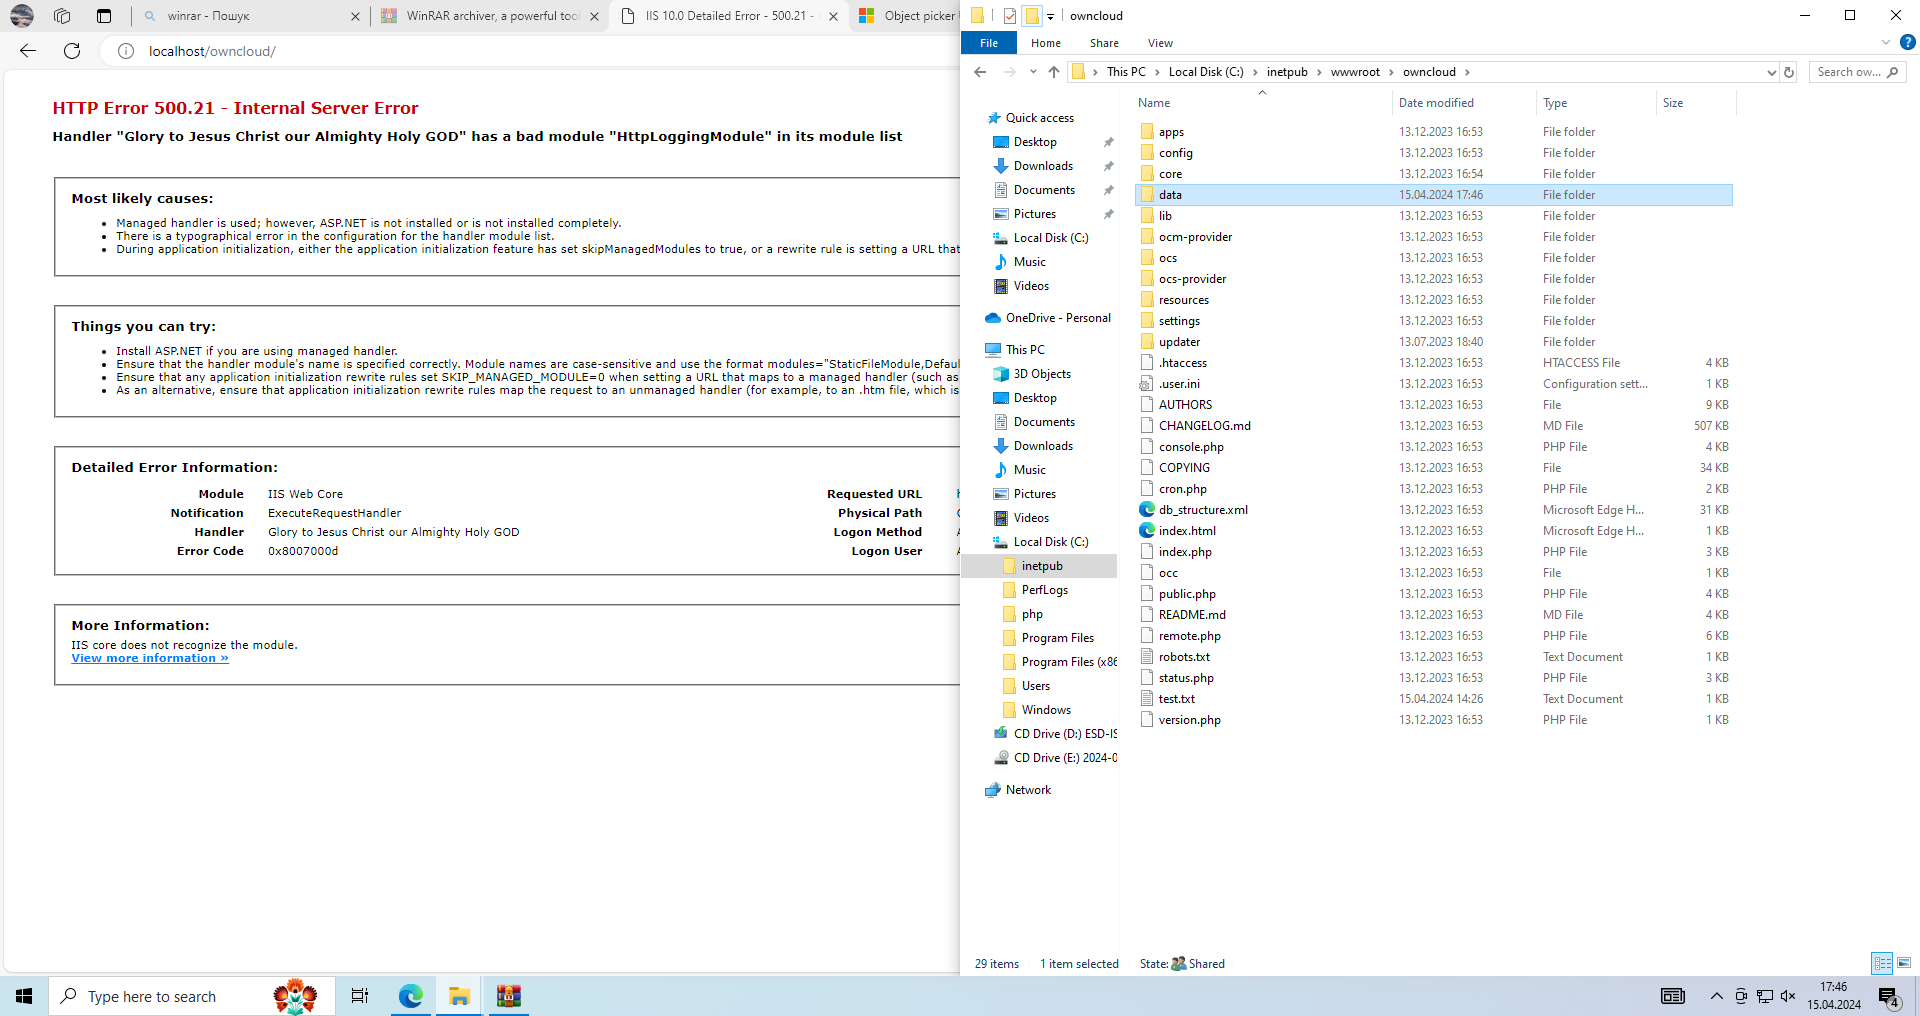 winrar - Пошук
WinRAR archiver, a powerful too
IIS 10.0 Detailed Error - 500.21 -
Object picker
localhost/owncloud/
HTTP Error 500.21 - Internal Server Error
Handler "Glory to Jesus Christ our Almighty Holy GOD" has a bad module "HttpLoggingModule" in its module list
Most likely causes:
Managed handler is used; however, ASP.NET is not installed or is not installed completely.
There is a typographical error in the configuration for the handler module list.
During application initialization, either the application initialization feature has set skipManagedModules to true, or a rewrite rule is setting a URL that
Things you can try:
Install ASP.NET if you are using managed handler.
Ensure that the handler module's name is specified correctly. Module names are case-sensitive and use the format modules="StaticFileModule,Defaul
Ensure that any application initialization rewrite rules set SKIP_MANAGED_MODULE=0 when setting a URL that maps to a managed handler (such as
As an alternative, ensure that application initialization rewrite rules map the request to an unmanaged handler (for example, to an .htm file, which is
Detailed Error Information:
Module IIS Web Core
Notification ExecuteRequestHandler
Handler Glory to Jesus Christ our Almighty Holy GOD
Error Code 0x8007000d
Requested URL
Physical Path
Logon Method
Logon User
More Information:
IIS core does not recognize the module.
View more information »
owncloud
File Home Share View
This PC Local Disk (C:) inetpub wwwroot owncloud
Search ow...
Quick access
Desktop
Downloads
Documents
Pictures
Local Disk (C:)
Music
Videos
OneDrive - Personal
This PC
3D Objects
Desktop
Documents
Downloads
Music
Pictures
Videos
Local Disk (C:)
inetpub
PerfLogs
php
Program Files
Program Files (x86
Users
Windows
CD Drive (D:) ESD-IS
CD Drive (E:) 2024-0
Network
Name Date modified Type Size
apps 13.12.2023 16:53 File folder
config 13.12.2023 16:53 File folder
core 13.12.2023 16:54 File folder
data 15.04.2024 17:46 File folder
lib 13.12.2023 16:53 File folder
ocm-provider 13.12.2023 16:53 File folder
ocs 13.12.2023 16:53 File folder
ocs-provider 13.12.2023 16:53 File folder
resources 13.12.2023 16:53 File folder
settings 13.12.2023 16:53 File folder
updater 13.07.2023 18:40 File folder
.htaccess 13.12.2023 16:53 HTACCESS File 4 KB
.user.ini 13.12.2023 16:53 Configuration sett... 1 KB
AUTHORS 13.12.2023 16:53 File 9 KB
CHANGELOG.md 13.12.2023 16:53 MD File 507 KB
console.php 13.12.2023 16:53 PHP File 4 KB
COPYING 13.12.2023 16:53 File 34 KB
cron.php 13.12.2023 16:53 PHP File 2 KB
db_structure.xml 13.12.2023 16:53 Microsoft Edge H... 31 KB
index.html 13.12.2023 16:53 Microsoft Edge H... 1 KB
index.php 13.12.2023 16:53 PHP File 3 KB
occ 13.12.2023 16:53 File 1 KB
public.php 13.12.2023 16:53 PHP File 4 KB
README.md 13.12.2023 16:53 MD File 4 KB
remote.php 13.12.2023 16:53 PHP File 6 KB
robots.txt 13.12.2023 16:53 Text Document 1 KB
status.php 13.12.2023 16:53 PHP File 3 KB
test.txt 15.04.2024 14:26 Text Document 1 KB
version.php 13.12.2023 16:53 PHP File 1 KB
29 items 1 item selected State: Shared
Type here to search
17:46
15.04.2024
4